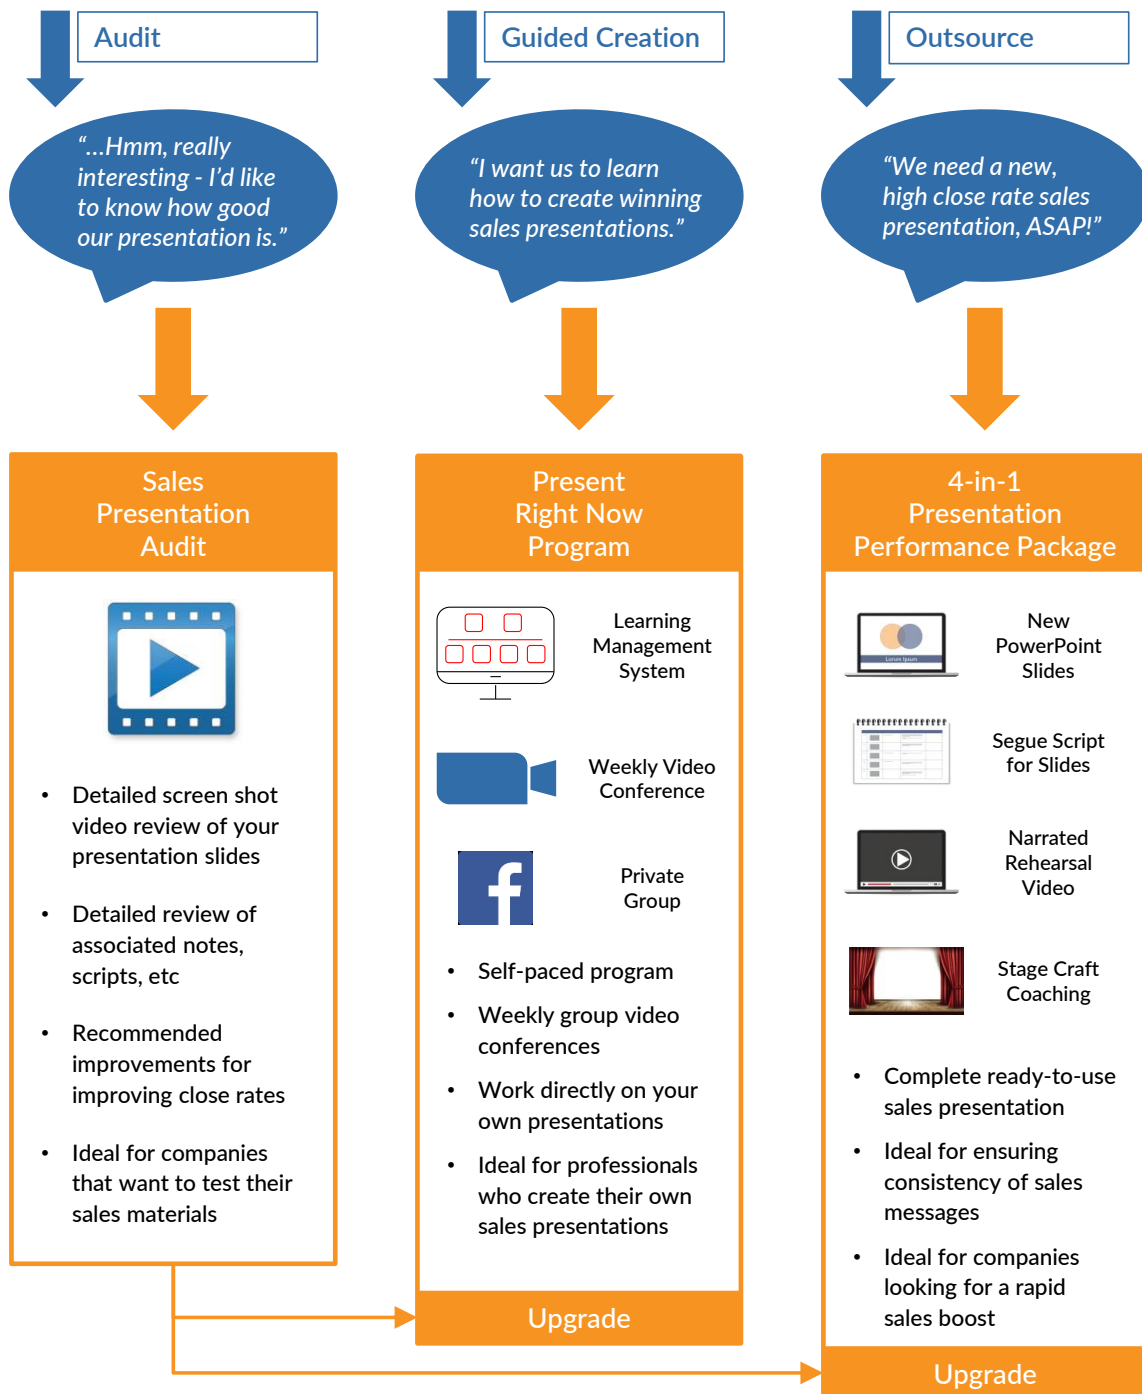 Audit
“...Hmm, really
interesting - I’d like
to know how good
our presentation is.”
Sales
Presentation
Audit
• Detailed screen shot
video review of your
presentation slides
• Detailed review of
associated notes,
scripts, etc
• Recommended
improvements for
improving close rates
• Ideal for companies
that want to test their
sales materials
Guided Creation
“I want us to learn
how to create winning
sales presentations.”
Present
Right Now
Program
Learning
Management
System
Weekly Video
Conference
Private
Group
• Self-paced program
• Weekly group video
conferences
• Work directly on your
own presentations
• Ideal for professionals
who create their own
sales presentations
Upgrade
Outsource
“We need a new,
high close rate sales
presentation, ASAP!”
4-in-1
Presentation
Performance Package
Lorem Ipsum
New
PowerPoint
Slides
Segue Script
for Slides
Narrated
Rehearsal
Video
Stage Craft
Coaching
• Complete ready-to-use
sales presentation
• Ideal for ensuring
consistency of sales
messages
• Ideal for companies
looking for a rapid
sales boost
Upgrade